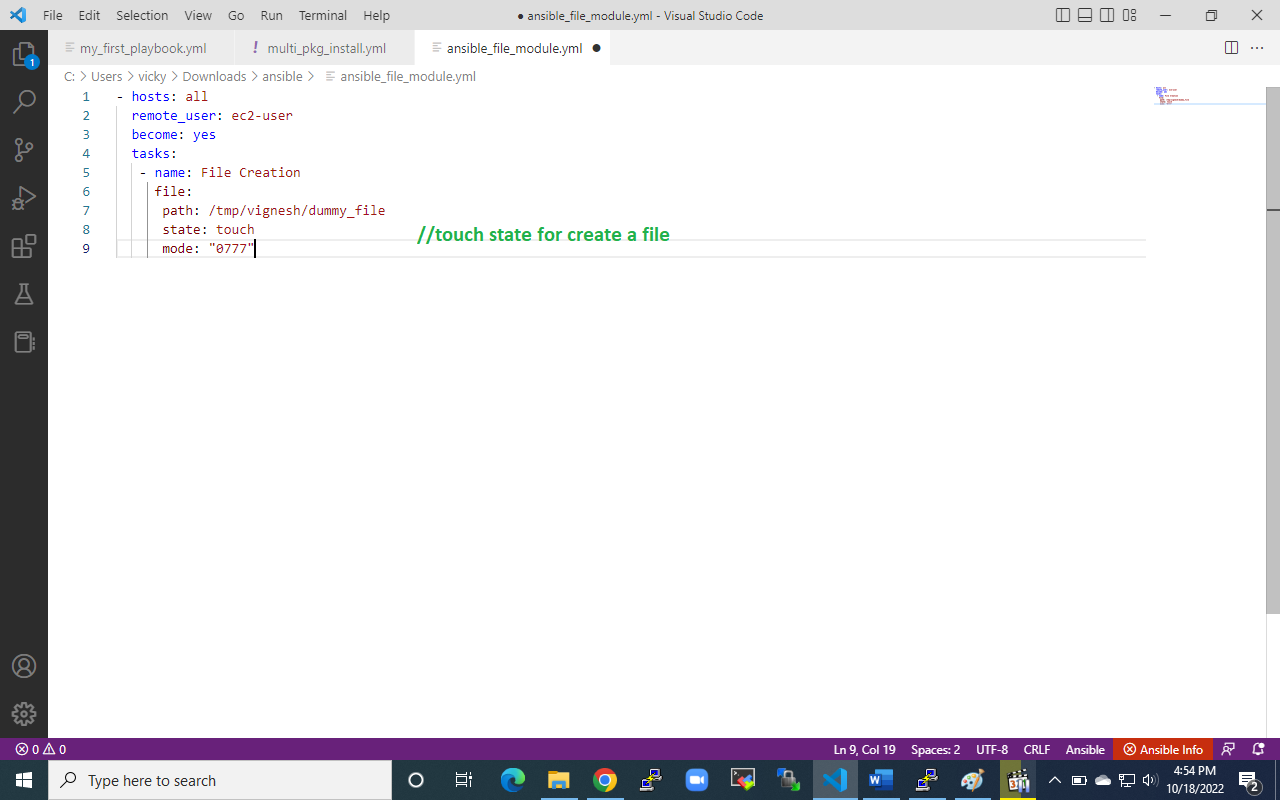 File Edit Selection View Go Run Terminal Help
● ansible_file_module.yml - Visual Studio Code
my_first_playbook.yml
! multi_pkg_install.yml
ansible_file_module.yml ●
C: > Users > vicky > Downloads > ansible > ansible_file_module.yml
1 - hosts: all
2 remote_user: ec2-user
3 become: yes
4 tasks:
5 - name: File Creation
6 file:
7 path: /tmp/vignesh/dummy_file
8 state: touch
//touch state for create a file
9 mode: "0777"
1
0 0
Ln 9, Col 19 Spaces: 2 UTF-8 CRLF Ansible Ansible Info
Type here to search
4:54 PM
10/18/2022
2